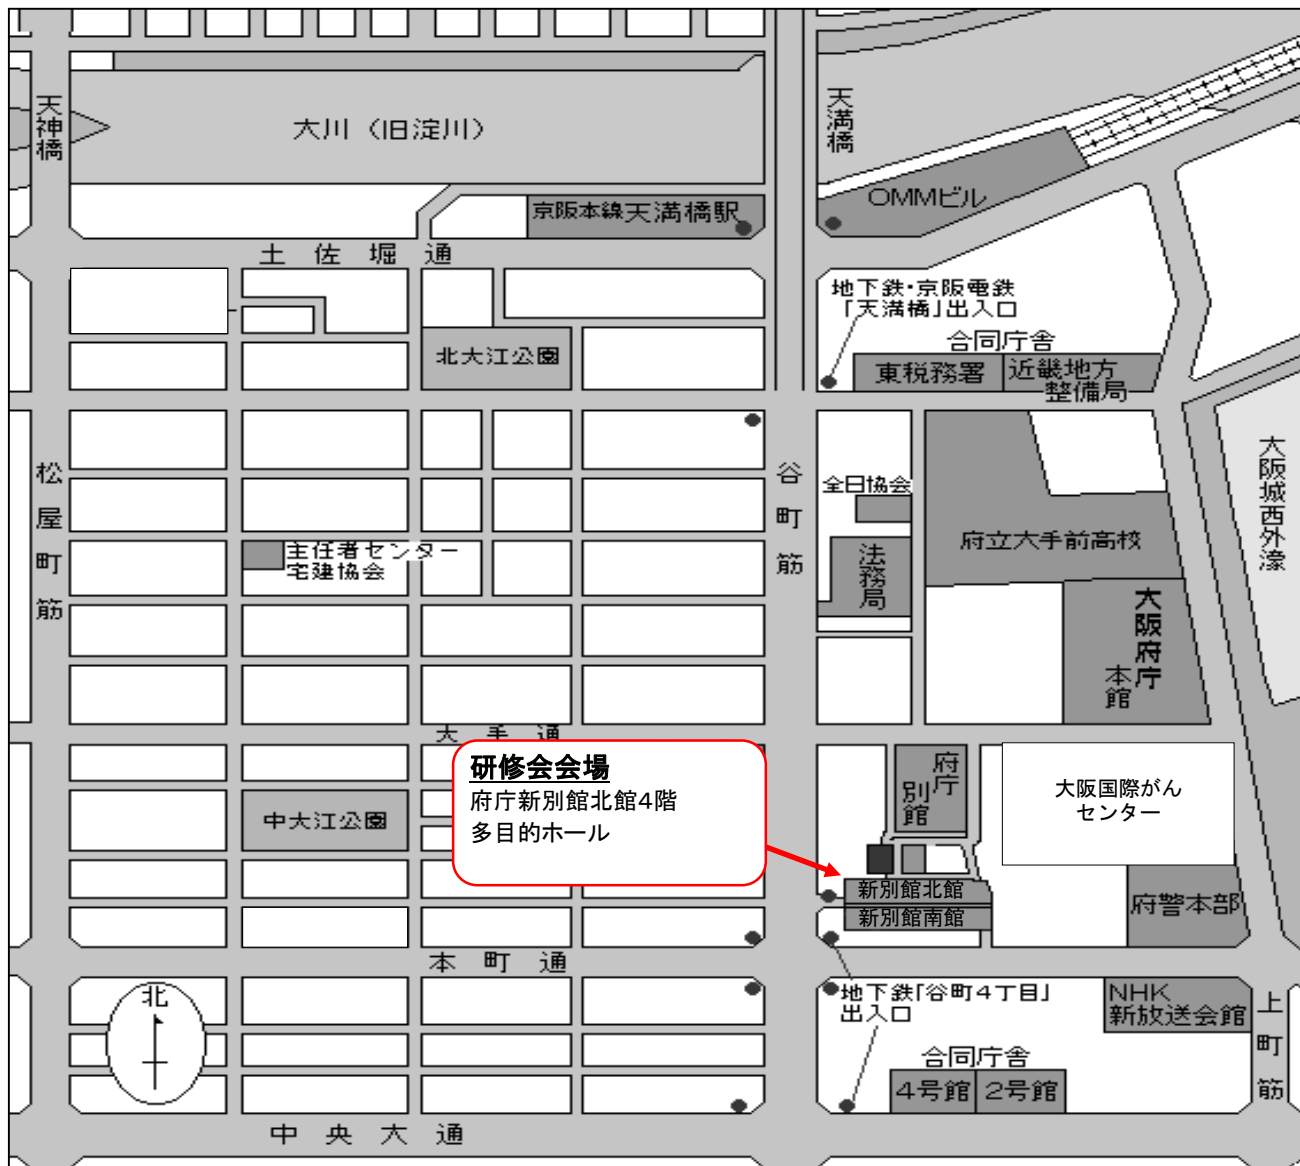 天神橋
大川（旧淀川）
天満橋
OMMビル
京阪本線天満橋駅
土佐堀通
地下鉄・京阪電鉄
「天満橋」出入口
合同庁舎
北大江公園
東税務署
近畿地方
整備局
松屋町筋
谷町筋
大阪城西外濠
全日協会
主任者センター
宅建協会
法務局
府立大手前高校
大阪府庁
本館
大手通
研修会会場
府庁新別館北館4階
多目的ホール
府庁
別館
大阪国際がん
センター
中大江公園
新別館北館
新別館南館
府警本部
本町通
北
地下鉄「谷町4丁目」
出入口
NHK
新放送会館
上町筋
合同庁舎
4号館
2号館
中央大通